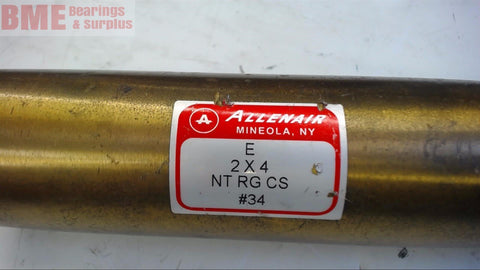 BME Bearings
& Surplus
A ALLENAIR
MINEOLA, NY
E
2 X 4
NT RG CS
#34